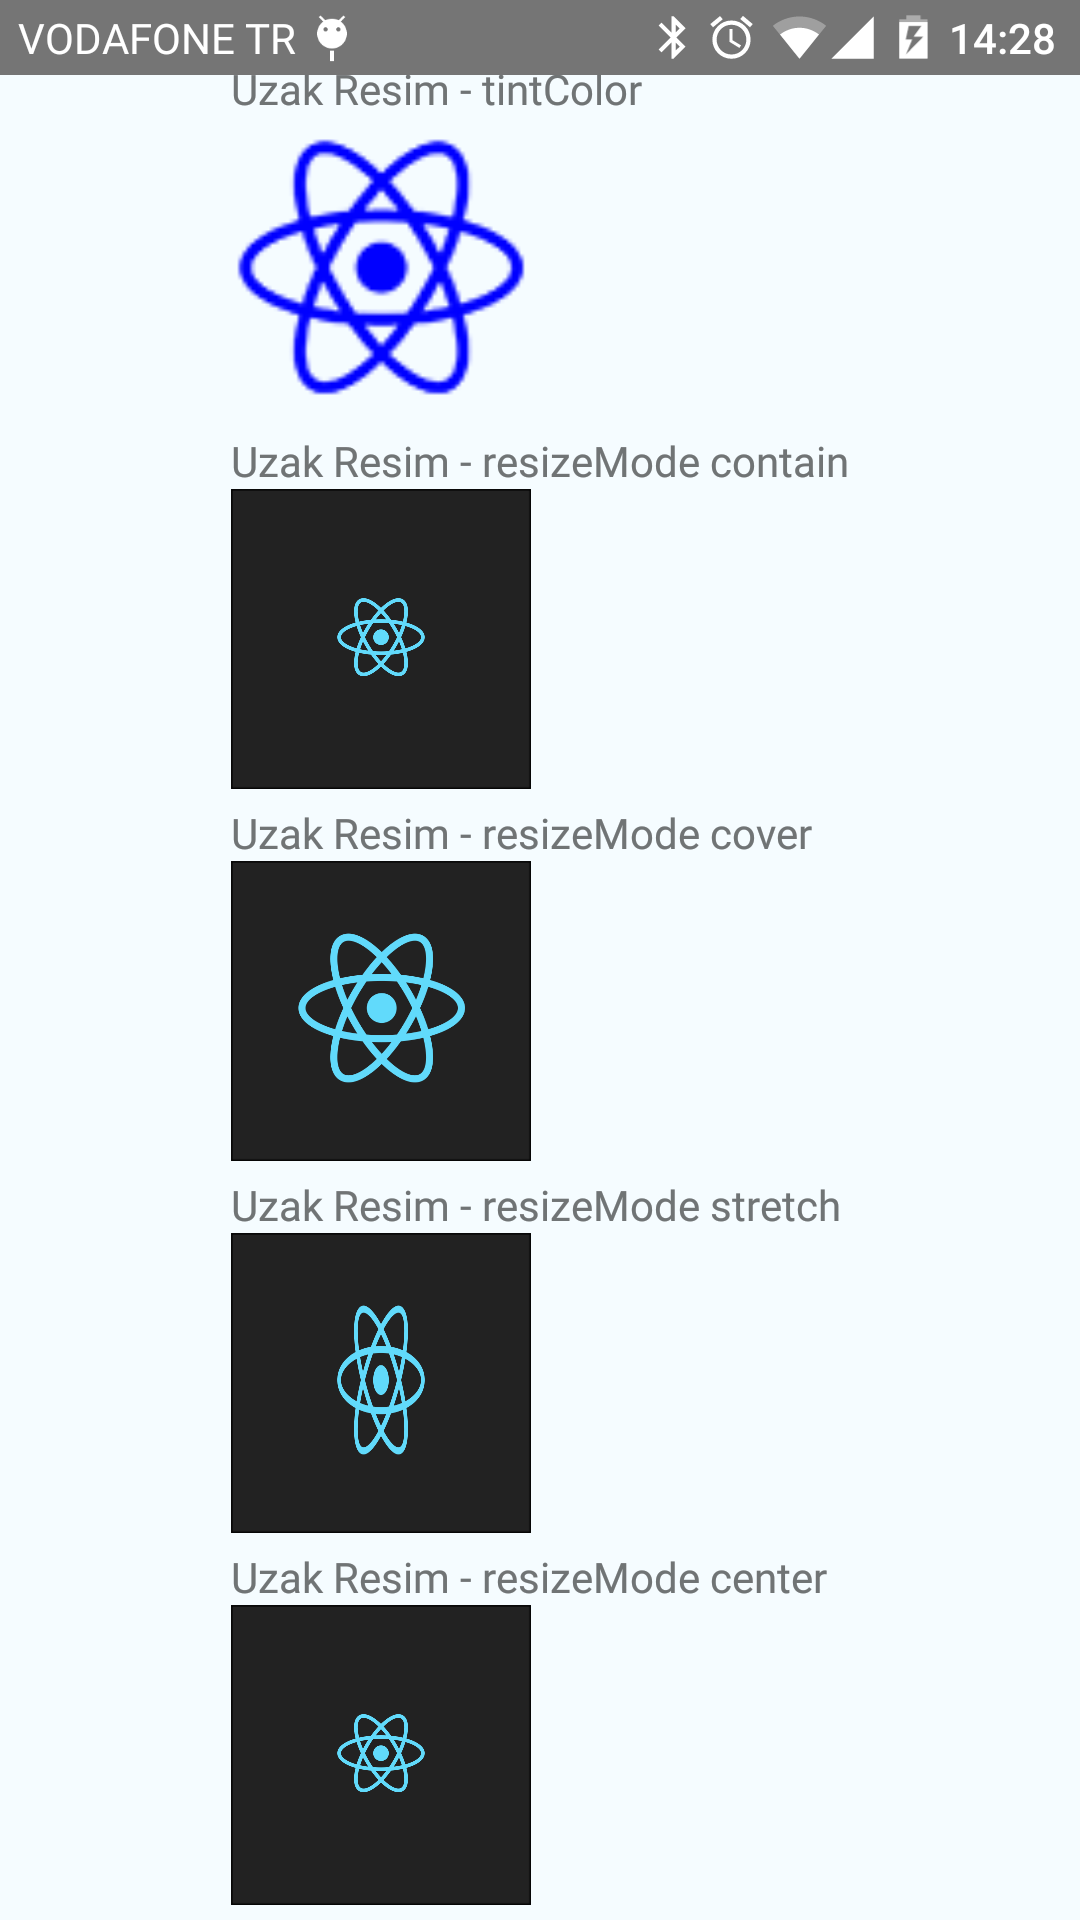 VODAFONE TR 14:28
Uzak Resim - tintColor
Uzak Resim - resizeMode contain
Uzak Resim - resizeMode cover
Uzak Resim - resizeMode stretch
Uzak Resim - resizeMode center